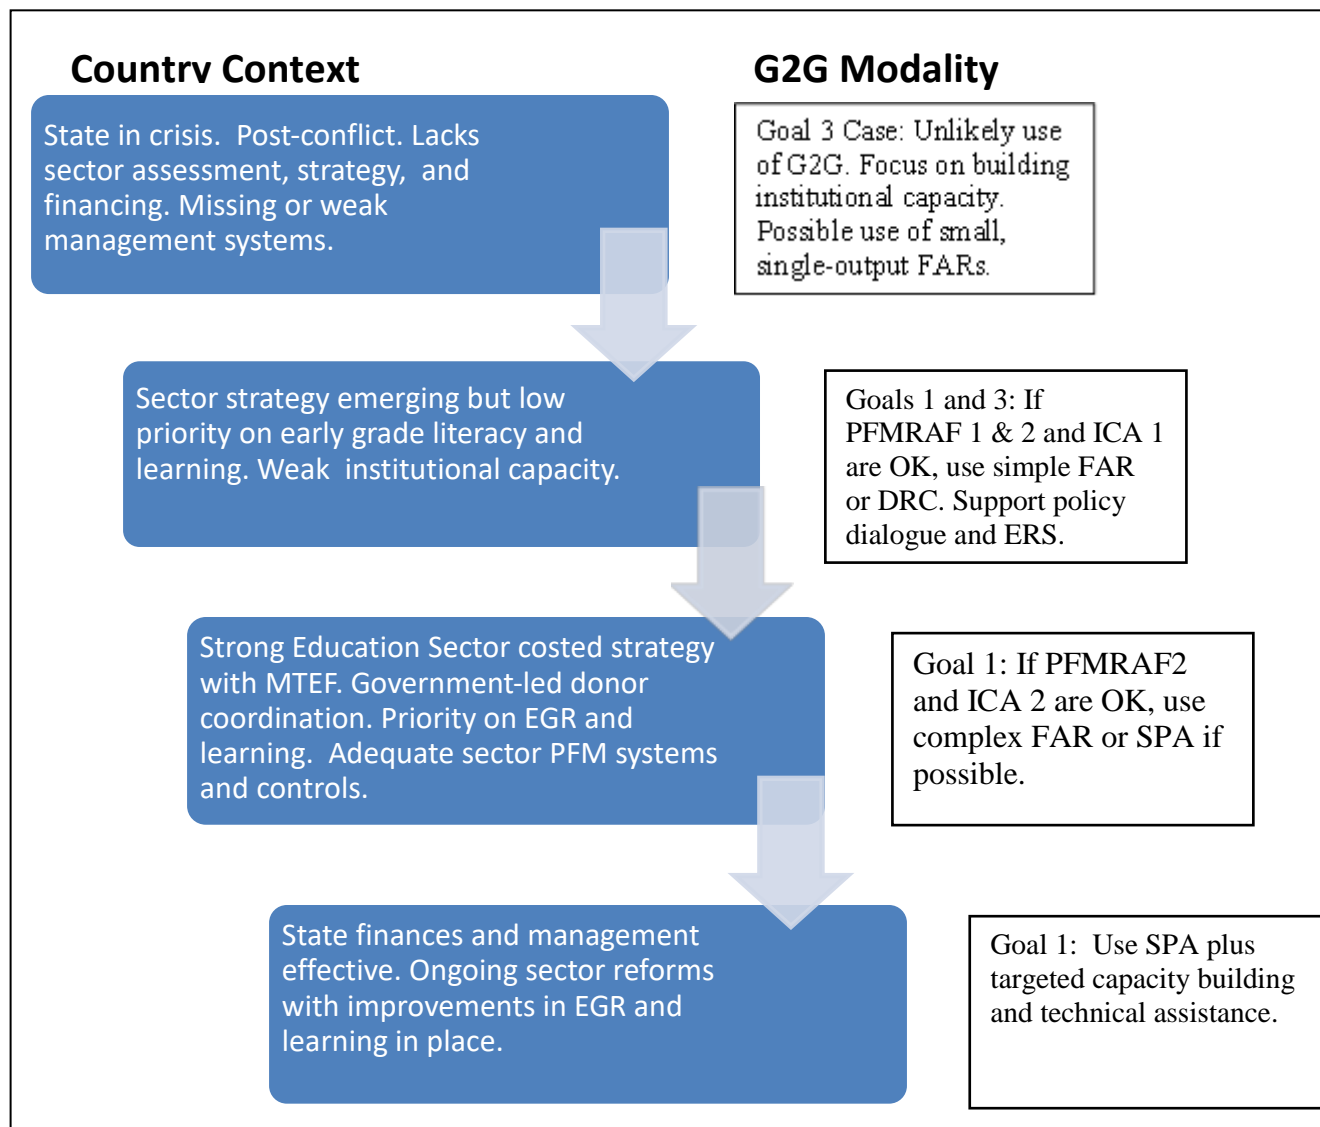 Country Context
G2G Modality
State in crisis.  Post-conflict. Lacks
sector assessment, strategy,  and
financing. Missing or weak
management systems.
Goal 3 Case: Unlikely use
of G2G. Focus on building
institutional capacity.
Possible use of small,
single-output FARs.
Sector strategy emerging but low
priority on early grade literacy and
learning. Weak  institutional capacity.
Goals 1 and 3: If
PFMRAF 1 & 2 and ICA 1
are OK, use simple FAR
or DRC. Support policy
dialogue and ERS.
Strong Education Sector costed strategy
with MTEF. Government-led donor
coordination. Priority on EGR and
learning.  Adequate sector PFM systems
and controls.
Goal 1: If PFMRAF2
and ICA 2 are OK, use
complex FAR or SPA if
possible.
State finances and management
effective. Ongoing sector reforms
with improvements in EGR and
learning in place.
Goal 1:  Use SPA plus
targeted capacity building
and technical assistance.